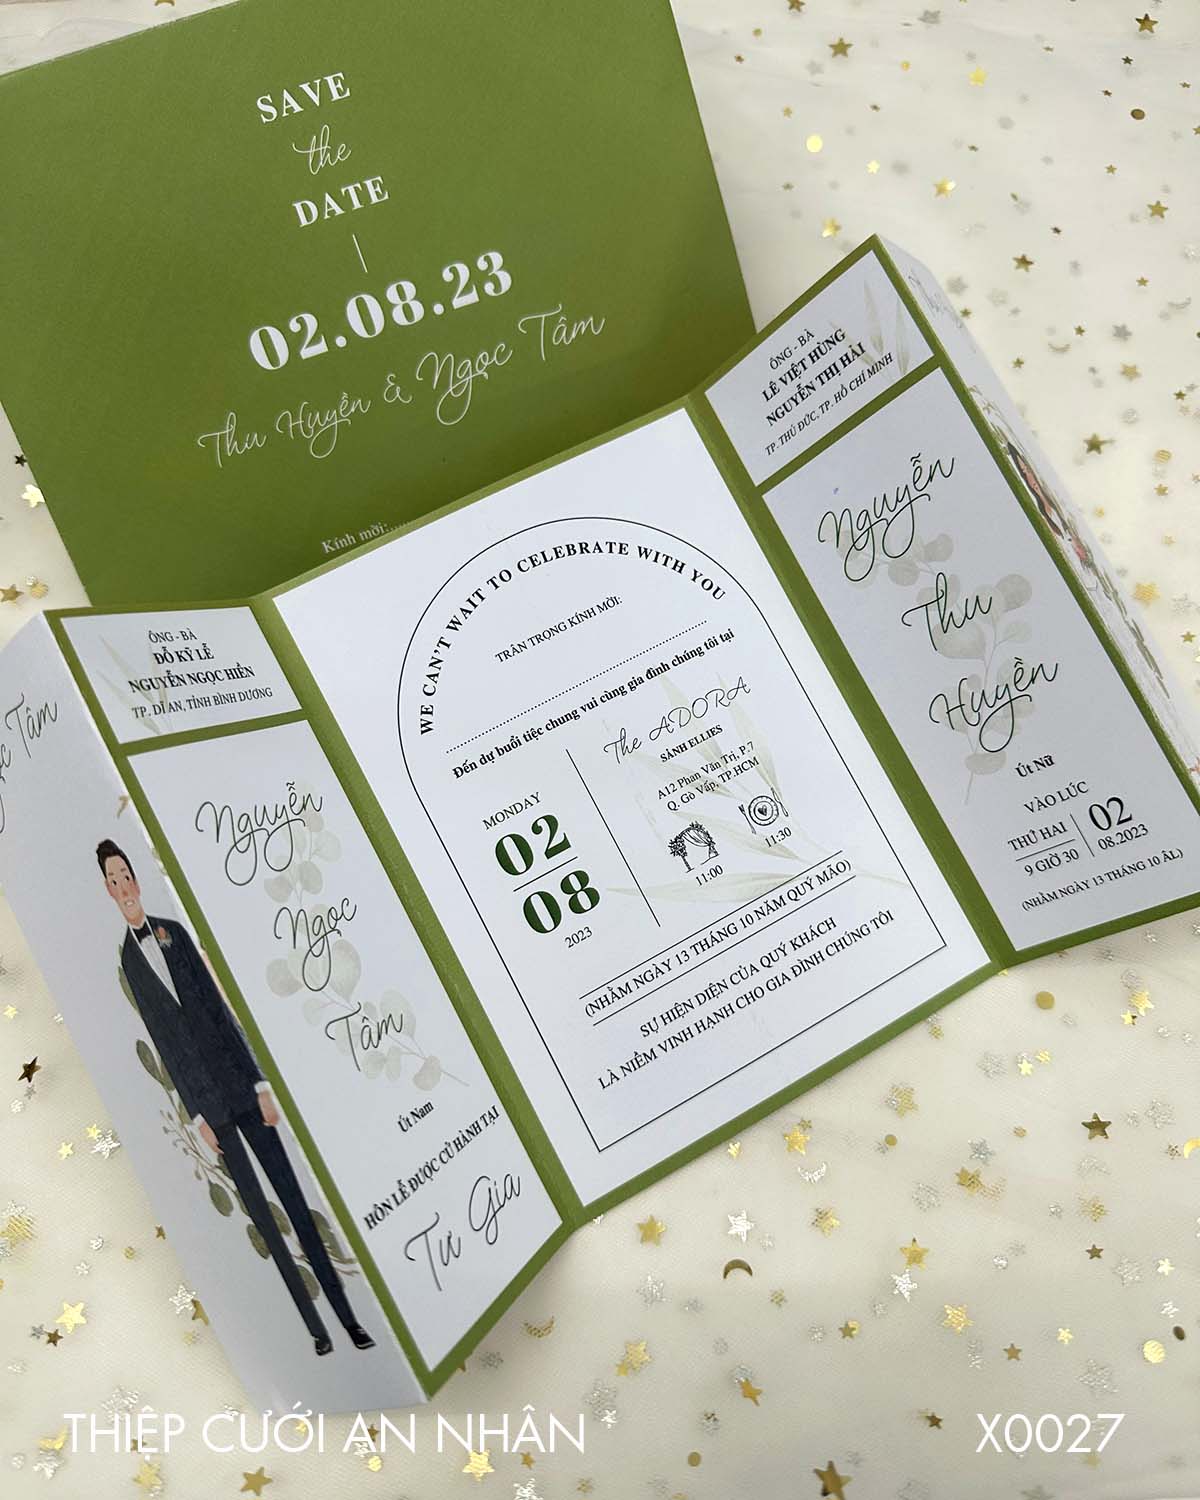 SAVE
the
DATE
02.08.23
Thu Huyền & Ngọc Tâm
Kính mời:......
ÔNG - BÀ
ĐỖ KỲ LỄ
NGUYỄN NGỌC HIỀN
TP. DĨ AN, TỈNH BÌNH DƯƠNG
Nguyễn
Ngọc
Tâm
Út Nam
HÔN LỄ ĐƯỢC CỬ HÀNH TẠI
Tư Gia
WE CAN'T WAIT TO CELEBRATE WITH YOU
TRÂN TRỌNG KÍNH MỜI:
Đến dự buổi tiệc chung vui cùng gia đình chúng tôi tại
MONDAY
02
08
2023
The ADORA
SẢNH ELLIES
A12 Phan Văn Trị, P.7
Q. Gò Vấp, TP.HCM
11:00
11:30
(NHẰM NGÀY 13 THÁNG 10 NĂM QUÝ MÃO)
SỰ HIỆN DIỆN CỦA QUÝ KHÁCH
LÀ NIỀM VINH HẠNH CHO GIA ĐÌNH CHÚNG TÔI
ÔNG - BÀ
LÊ VIỆT HÙNG
NGUYỄN THỊ HẢI
TP. THỦ ĐỨC, TP. HỒ CHÍ MINH
Nguyễn
Thu
Huyền
Út Nữ
VÀO LÚC
THỨ HAI
9 GIỜ 30
02
08.2023
(NHẰM NGÀY 13 THÁNG 10 ÂL)
Tâm
THIỆP CƯỚI AN NHÂN
X0027